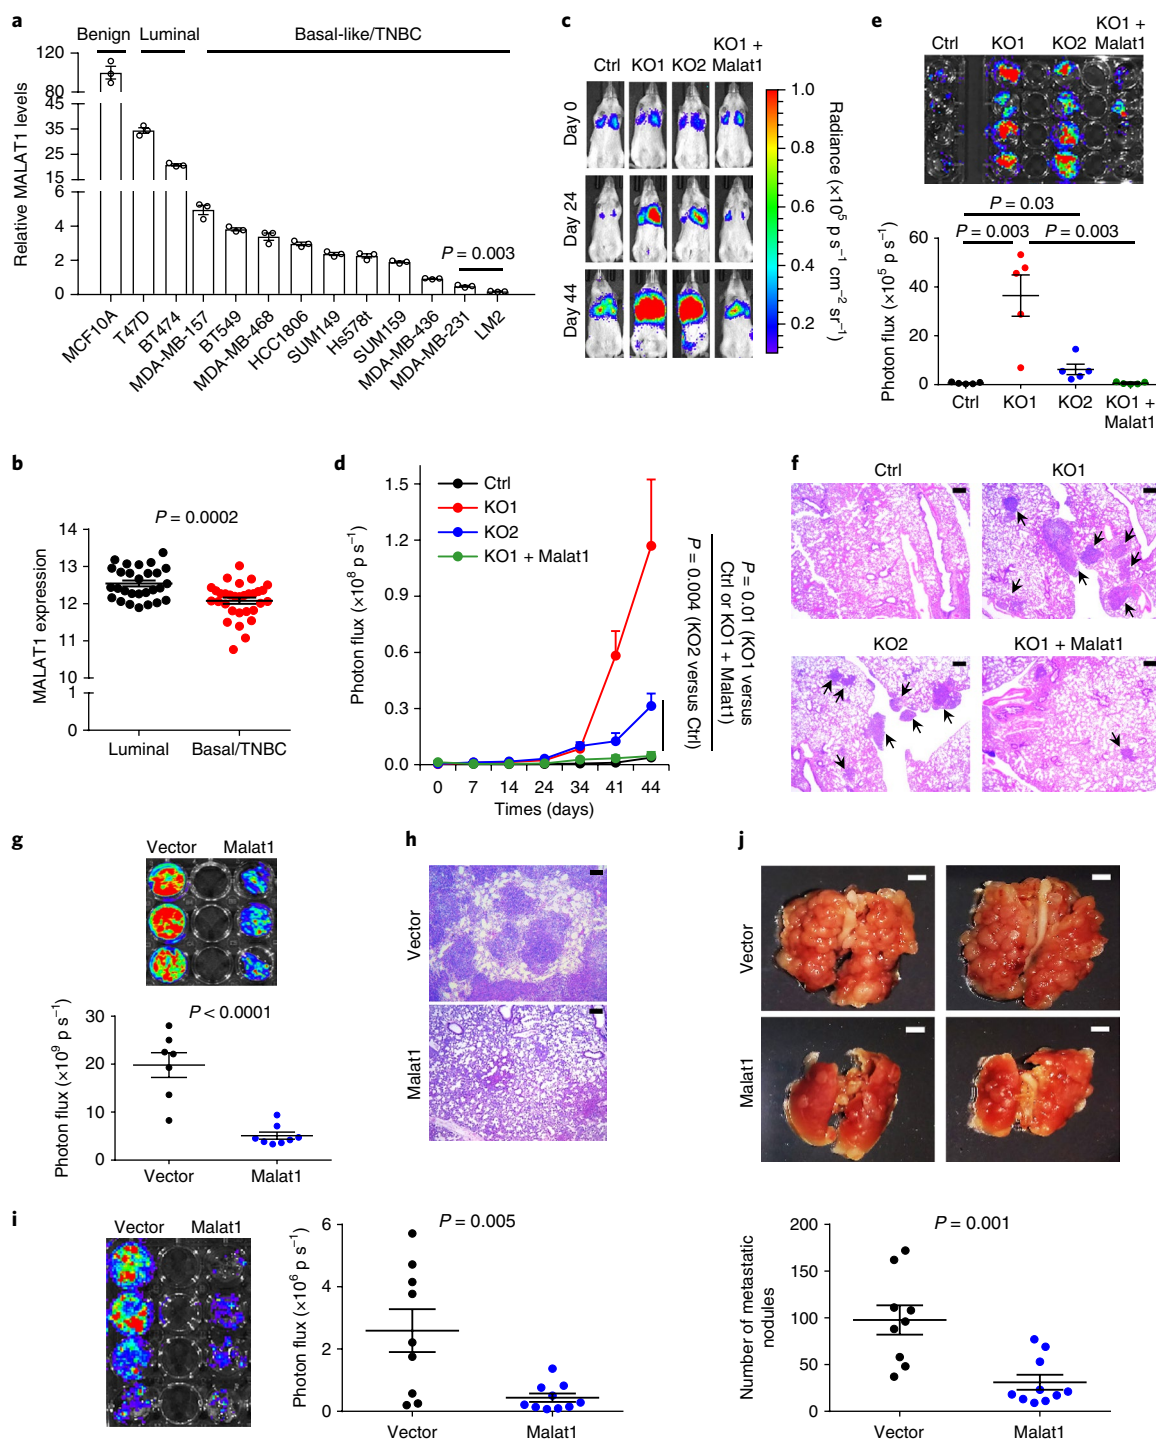 a
Benign Luminal Basal-like/TNBC
Relative MALAT1 levels
120
80
45
35
25
15
6
4
2
0
P = 0.003
MCF10A
T47D
BT474
MDA-MB-157
BT549
MDA-MB-468
HCC1806
SUM149
Hs578t
SUM159
MDA-MB-436
MDA-MB-231
LM2
c
Ctrl KO1 KO2 KO1 +
Malat1
Day 0
Day 24
Day 44
1.0
0.8
0.6
0.4
0.2
Radiance (×10⁵ p s⁻¹ cm⁻² sr⁻¹)
e
Ctrl KO1 KO2 KO1 +
Malat1
P = 0.03
P = 0.003 P = 0.003
Photon flux (×10⁵ p s⁻¹)
60
40
20
0
Ctrl KO1 KO2 KO1 +
Malat1
b
P = 0.0002
MALAT1 expression
14
13
12
11
10
1
0
Luminal Basal/TNBC
d
Ctrl
KO1
KO2
KO1 + Malat1
Photon flux (×10⁸ p s⁻¹)
1.5
1.2
0.9
0.6
0.3
0.0
0 7 14 24 34 41 44
Times (days)
P = 0.01 (KO1 versus
Ctrl or KO1 + Malat1)
P = 0.004 (KO2 versus Ctrl)
f
Ctrl KO1
KO2 KO1 + Malat1
g
Vector Malat1
P < 0.0001
Photon flux (×10⁹ p s⁻¹)
30
20
10
0
Vector Malat1
h
Vector
Malat1
j
Vector
Malat1
i
Vector Malat1
P = 0.005
Photon flux (×10⁶ p s⁻¹)
6
4
2
0
Vector Malat1
P = 0.001
Number of metastatic
nodules
200
150
100
50
0
Vector Malat1